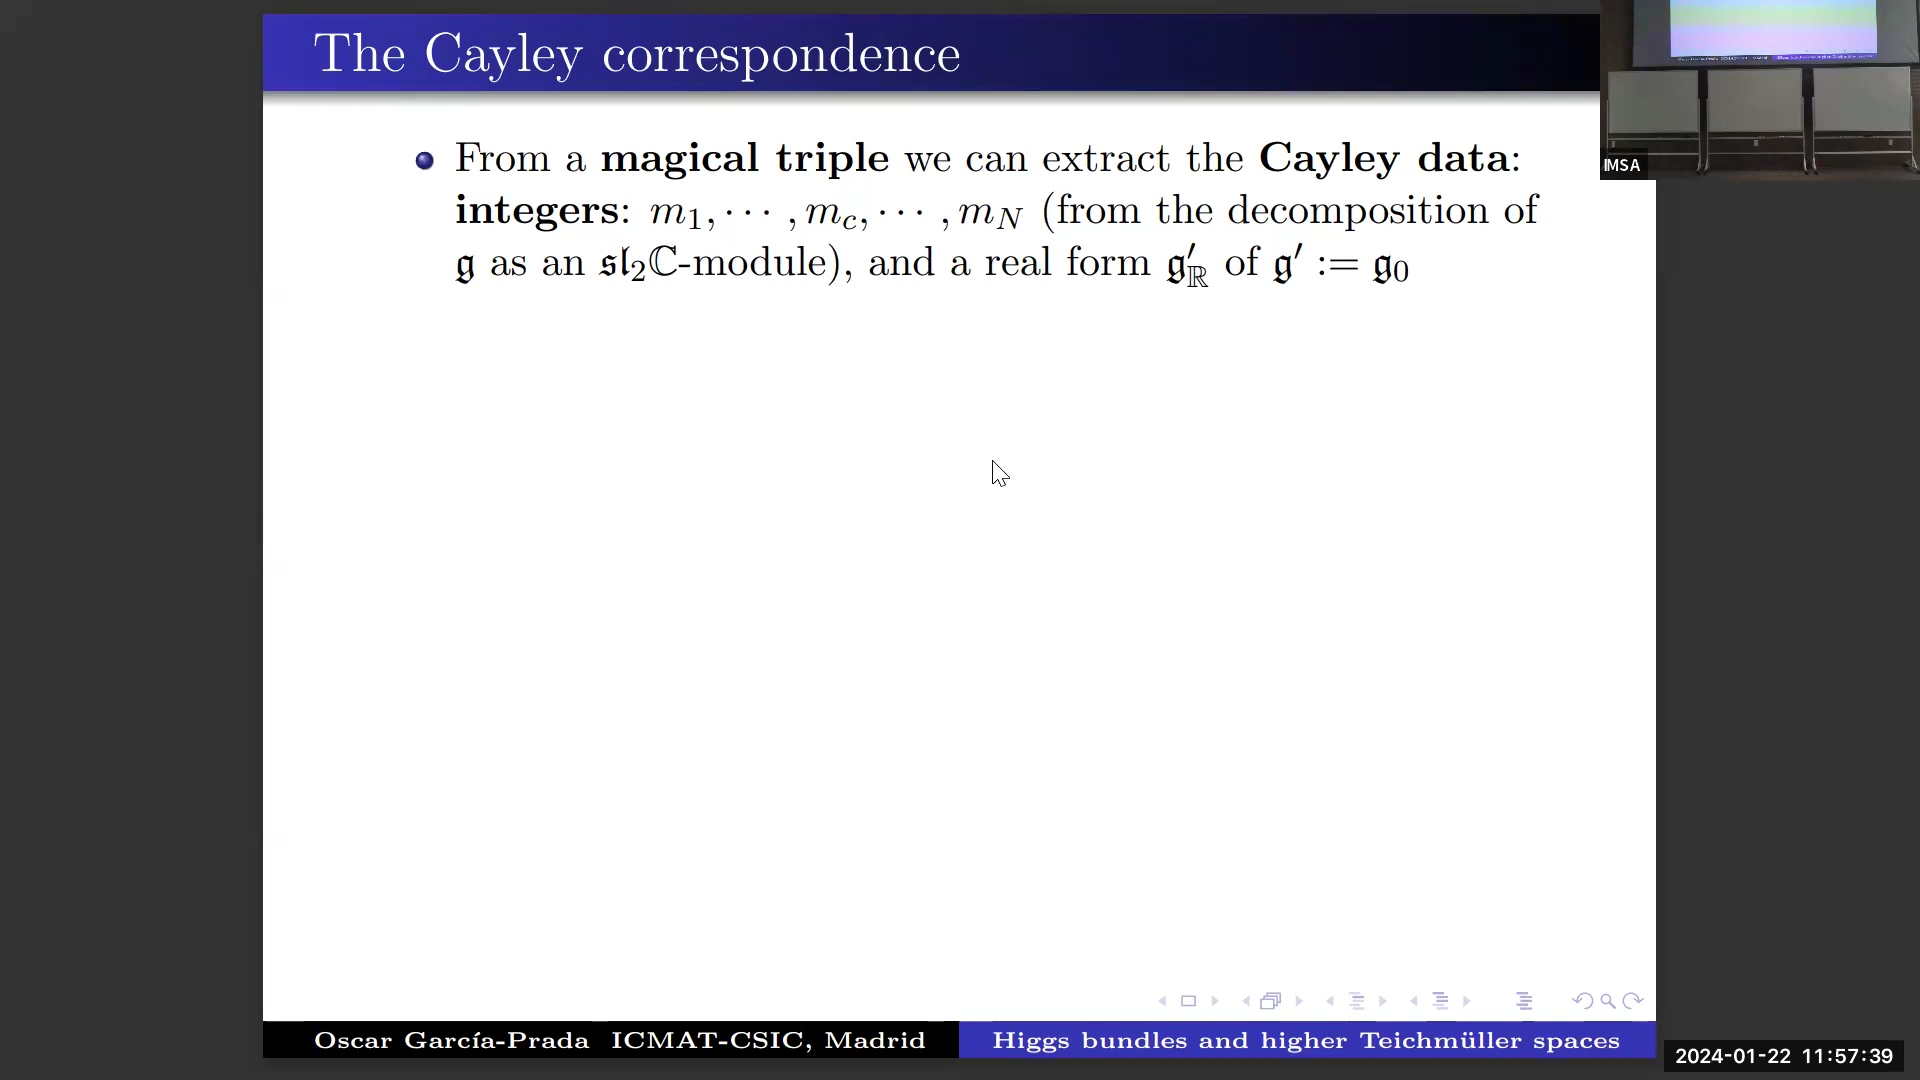 The Cayley correspondence
From a magical triple we can extract the Cayley data:
integers: m₁, ⋯ , m_c, ⋯ , m_N (from the decomposition of
𝔤 as an 𝔰𝔩₂ℂ-module), and a real form 𝔤′_ℝ of 𝔤′ := 𝔤₀
IMSA
Oscar García-Prada ICMAT-CSIC, Madrid
Higgs bundles and higher Teichmüller spaces
2024-01-22 11:57:39